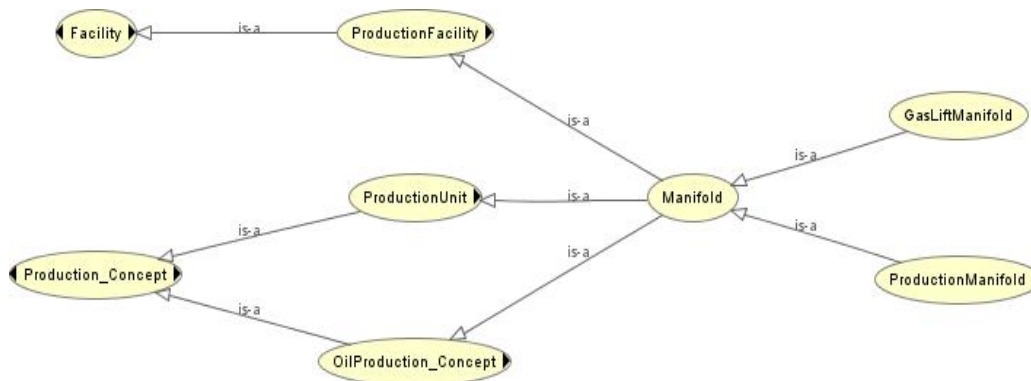 Facility
is-a
ProductionFacility
is-a
GasLiftManifold
is-a
ProductionUnit
is-a
Manifold
is-a
Production_Concept
is-a
is-a
ProductionManifold
is-a
OilProduction_Concept